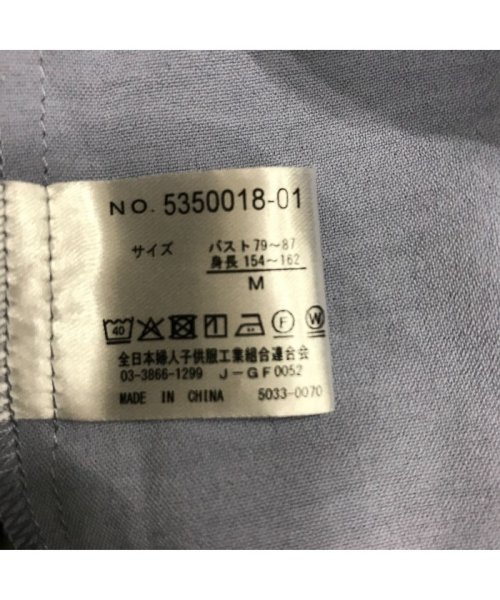 NO. 5350018-01
サイズ
バスト79～87
身長154～162
M
40 F W
全日本婦人子供服工業組合連合会
03-3866-1299 J-GF0052
MADE IN CHINA 5033-0070